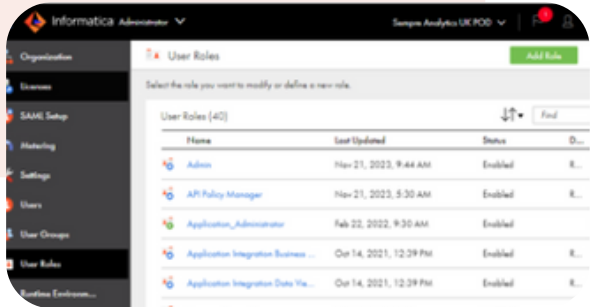 Informatica Administrator
Sempre Analytics UK POD
Organization
User Roles
Add Role
Licenses
Select the role you want to modify or define a new role.
SAML Setup
User Roles (40)
Find
Metering
Name Last Updated Status D...
Settings
Admin Nov 21, 2023, 9:44 AM Enabled R...
Users
API Policy Manager Nov 21, 2023, 5:30 AM Enabled R...
User Groups
Application_Administrator Feb 22, 2022, 9:30 AM Enabled
User Roles
Application Integration Business ... Oct 14, 2021, 12:39 PM Enabled R...
Runtime Environm...
Application Integration Data Vie... Oct 14, 2021, 12:39 PM Enabled R...